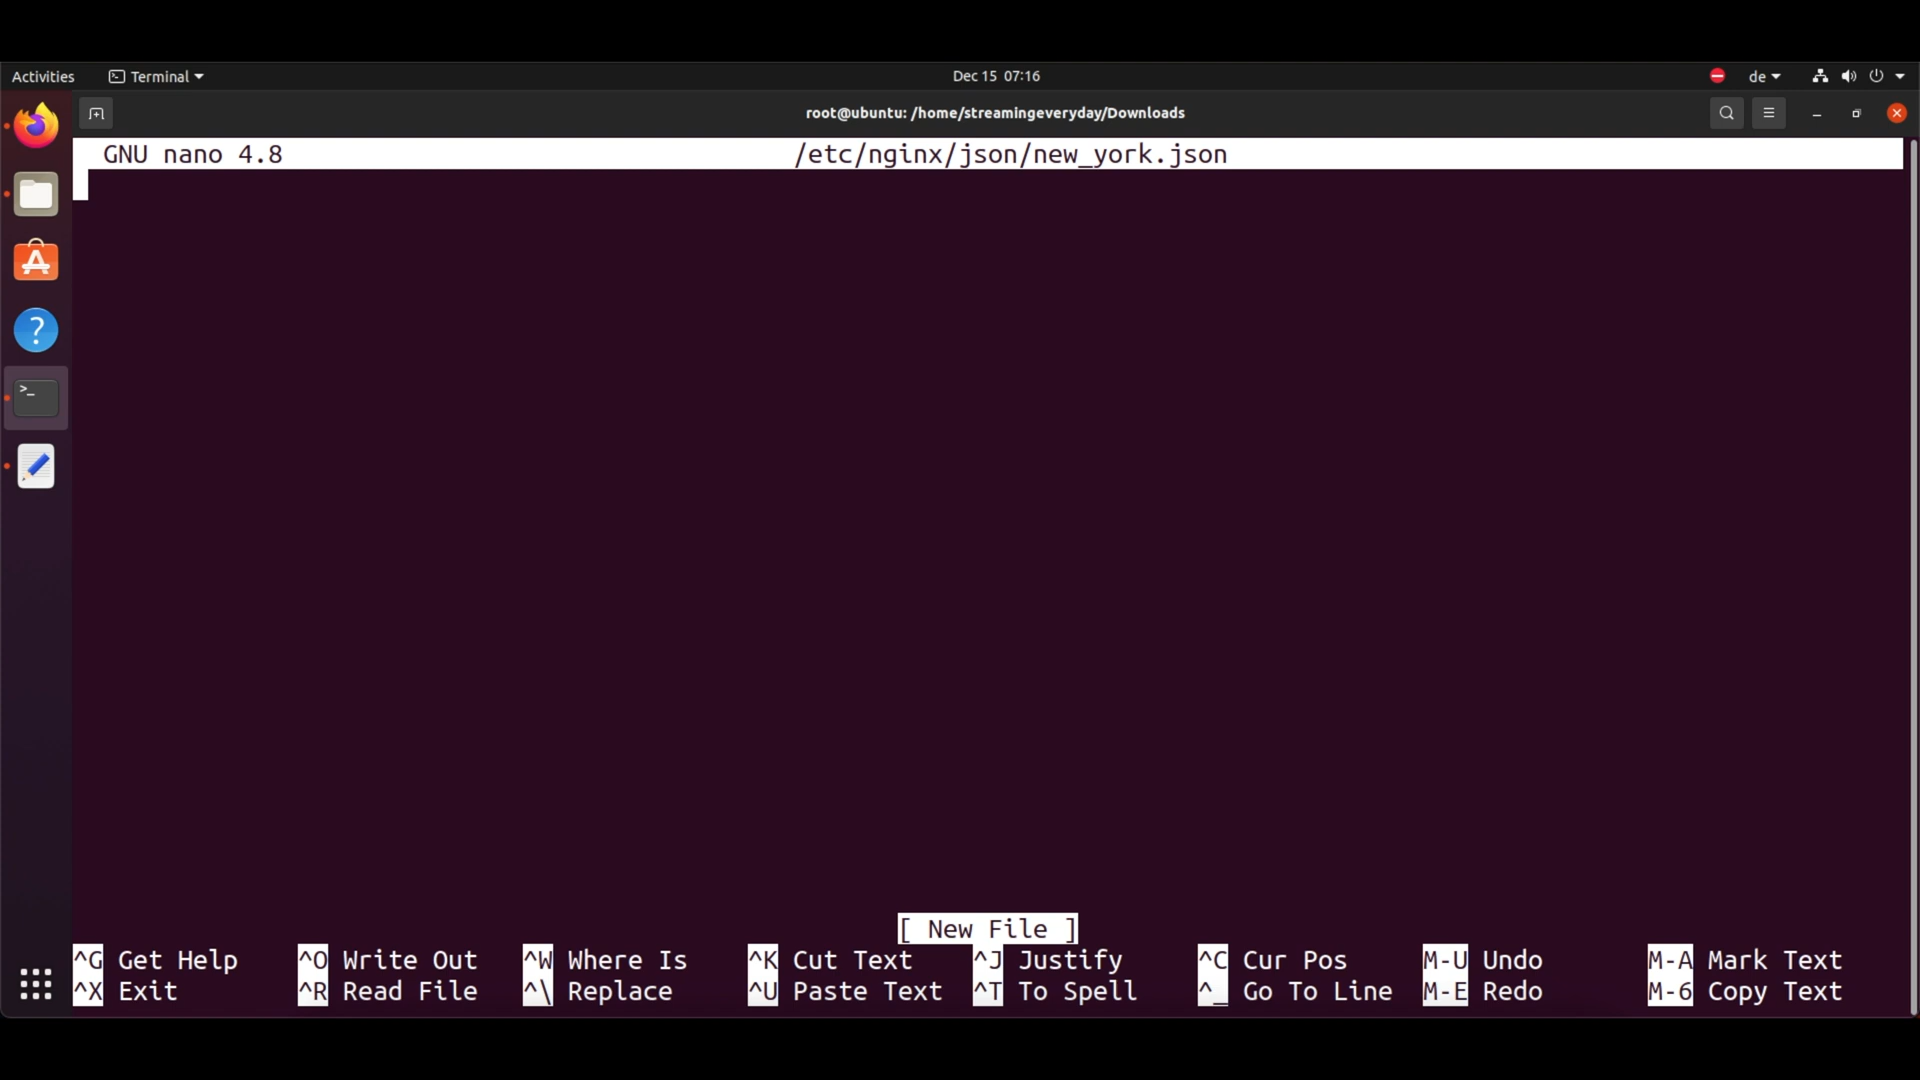 Activities Terminal Dec 15 07:16 de
root@ubuntu: /home/streamingeveryday/Downloads
GNU nano 4.8 /etc/nginx/json/new_york.json
[ New File ]
^G Get Help ^O Write Out ^W Where Is ^K Cut Text ^J Justify ^C Cur Pos M-U Undo M-A Mark Text
^X Exit ^R Read File ^\ Replace ^U Paste Text ^T To Spell ^_ Go To Line M-E Redo M-6 Copy Text